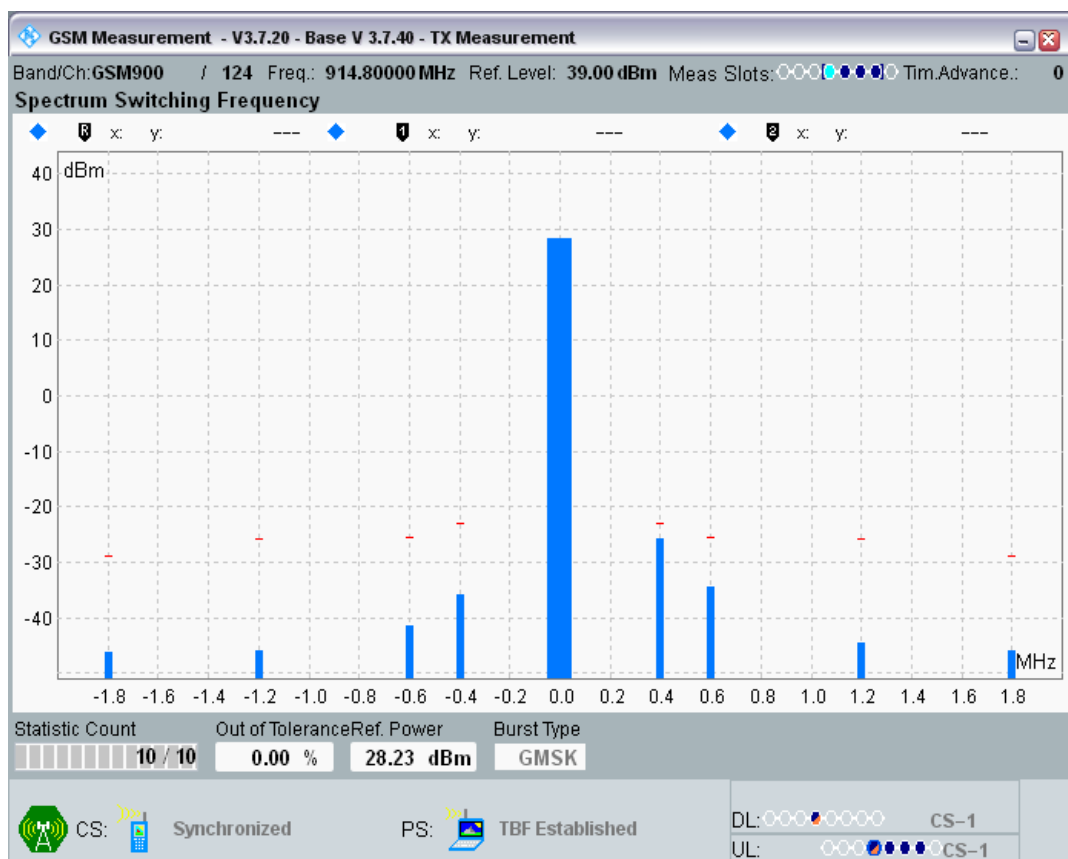 GSM Measurement - V3.7.20 - Base V 3.7.40 - TX Measurement
Band/Ch:GSM900 / 124 Freq.: 914.80000 MHz Ref. Level: 39.00 dBm Meas Slots: Tim.Advance.: 0
Spectrum Switching Frequency
R x: y: --- 1 x: y: --- 2 x: y: ---
dBm
40
30
20
10
0
-10
-20
-30
-40
MHz
-1.8 -1.6 -1.4 -1.2 -1.0 -0.8 -0.6 -0.4 -0.2 0.0 0.2 0.4 0.6 0.8 1.0 1.2 1.4 1.6 1.8
Statistic Count Out of Tolerance Ref. Power Burst Type
10 / 10 0.00 % 28.23 dBm GMSK
CS: Synchronized PS: TBF Established DL: CS-1
UL: CS-1